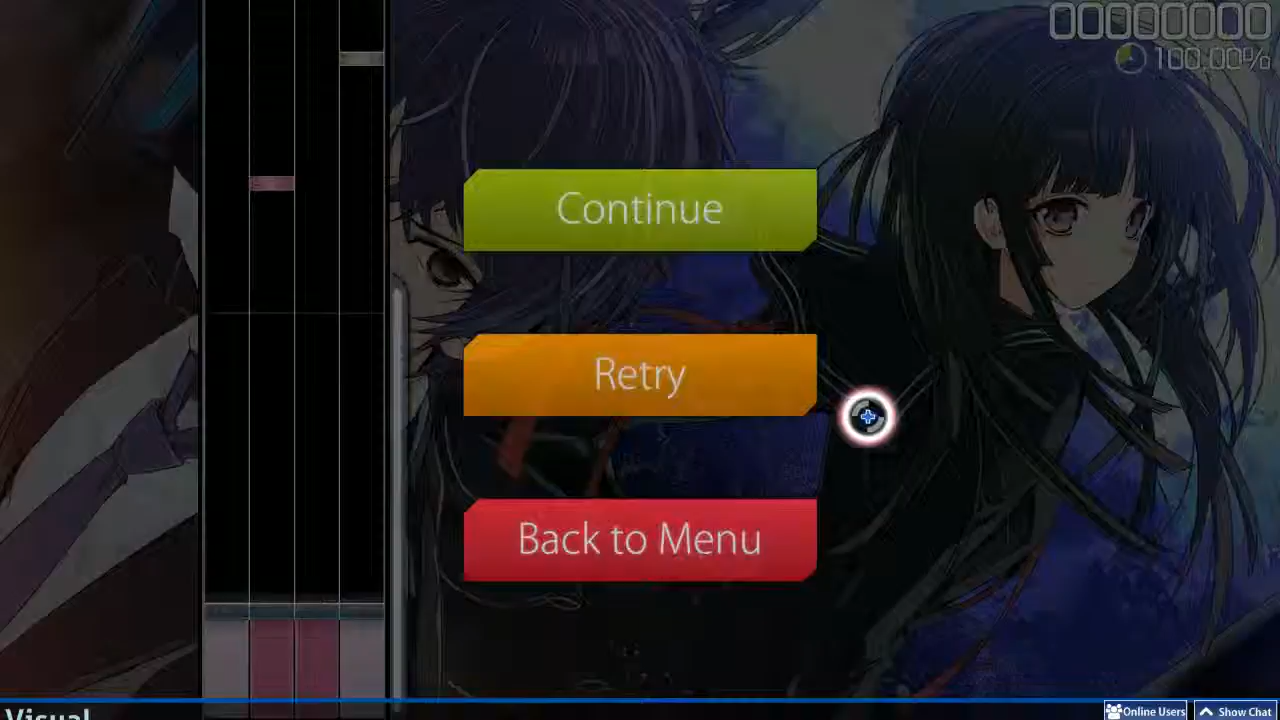 00000000
100.00%
Continue
Retry
Back to Menu
Visual
Online Users
Show Chat